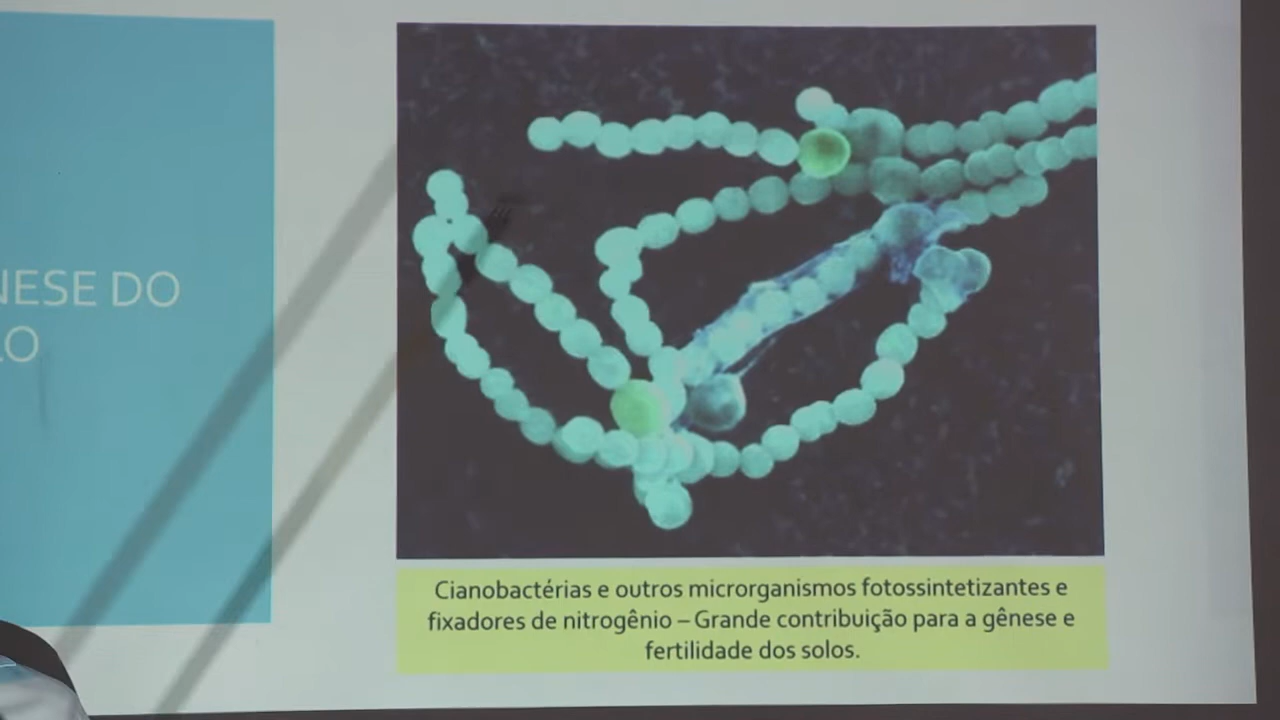 NESE DO
LO
Cianobactérias e outros microrganismos fotossintetizantes e
fixadores de nitrogênio – Grande contribuição para a gênese e
fertilidade dos solos.